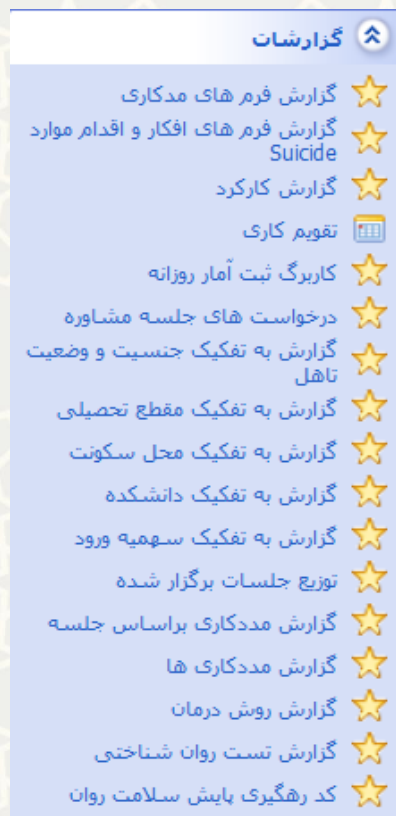 گزارشات
گزارش فرم های مدکاری
گزارش فرم های افکار و اقدام موارد
Suicide
گزارش کارکرد
تقویم کاری
کاربرگ ثبت آمار روزانه
درخواست های جلسه مشاوره
گزارش به تفکیک جنسیت و وضعیت
تاهل
گزارش به تفکیک مقطع تحصیلی
گزارش به تفکیک محل سکونت
گزارش به تفکیک دانشکده
گزارش به تفکیک سهمیه ورود
توزیع جلسات برگزار شده
گزارش مددکاری براساس جلسه
گزارش مددکاری ها
گزارش روش درمان
گزارش تست روان شناختی
کد رهگیری پایش سلامت روان